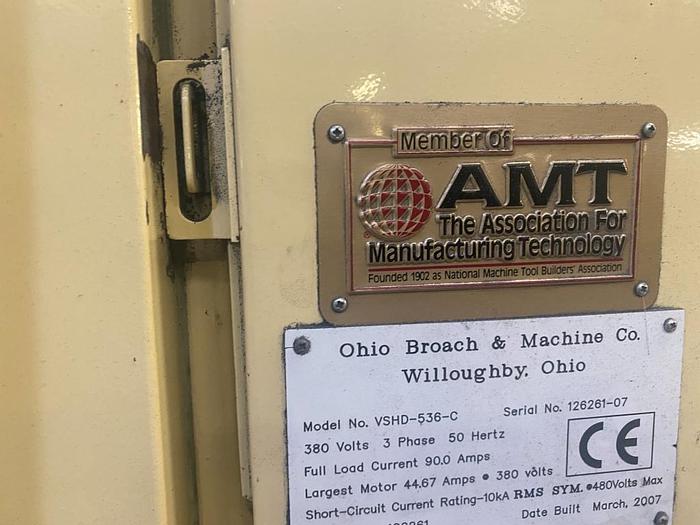 Member Of
AMT
The Association For
Manufacturing Technology
®
Founded 1902 as National Machine Tool Builders' Association
Ohio Broach & Machine Co.
Willoughby, Ohio
Model No. VSHD-536-C Serial No. 126261-07
380 Volts 3 Phase 50 Hertz
Full Load Current 90.0 Amps
CE
Largest Motor 44.67 Amps • 380 volts
Short-Circuit Current Rating-10kA RMS SYM. •480Volts Max
Date Built March, 2007